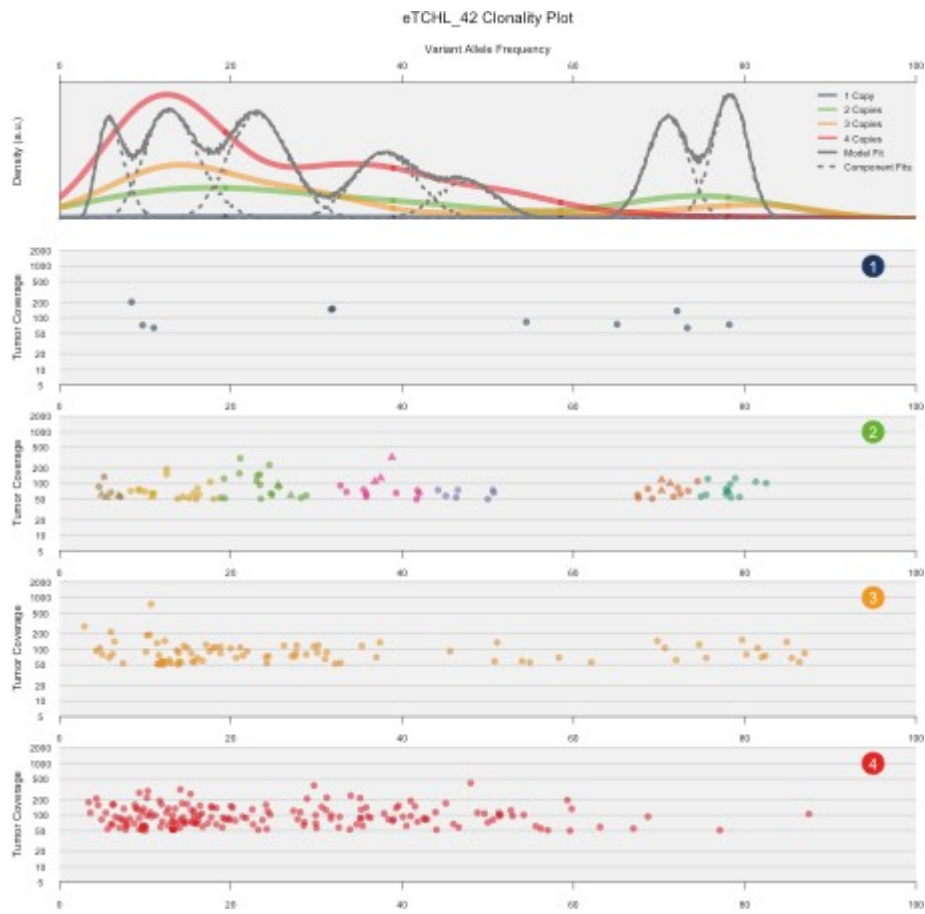 eTCHL_42 Clonality Plot
Variant Allele Frequency
0 20 40 60 80 100
Density (a.u.)
1 Copy
2 Copies
3 Copies
4 Copies
Model Fit
Component Fits
Tumor Coverage
2000
1000
500
200
100
50
20
10
5
1
0 20 40 60 80 100
Tumor Coverage
2000
1000
500
200
100
50
20
10
5
2
0 20 40 60 80 100
Tumor Coverage
2000
1000
500
200
100
50
20
10
5
3
0 20 40 60 80 100
Tumor Coverage
2000
1000
500
200
100
50
20
10
5
4
0 20 40 60 80 100